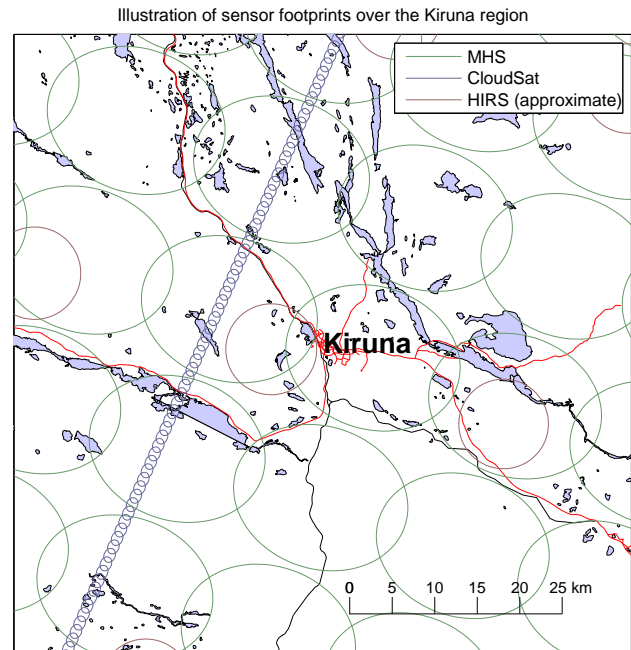 Illustration of sensor footprints over the Kiruna region
MHS
CloudSat
HIRS (approximate)
Kiruna
0 5 10 15 20 25 km